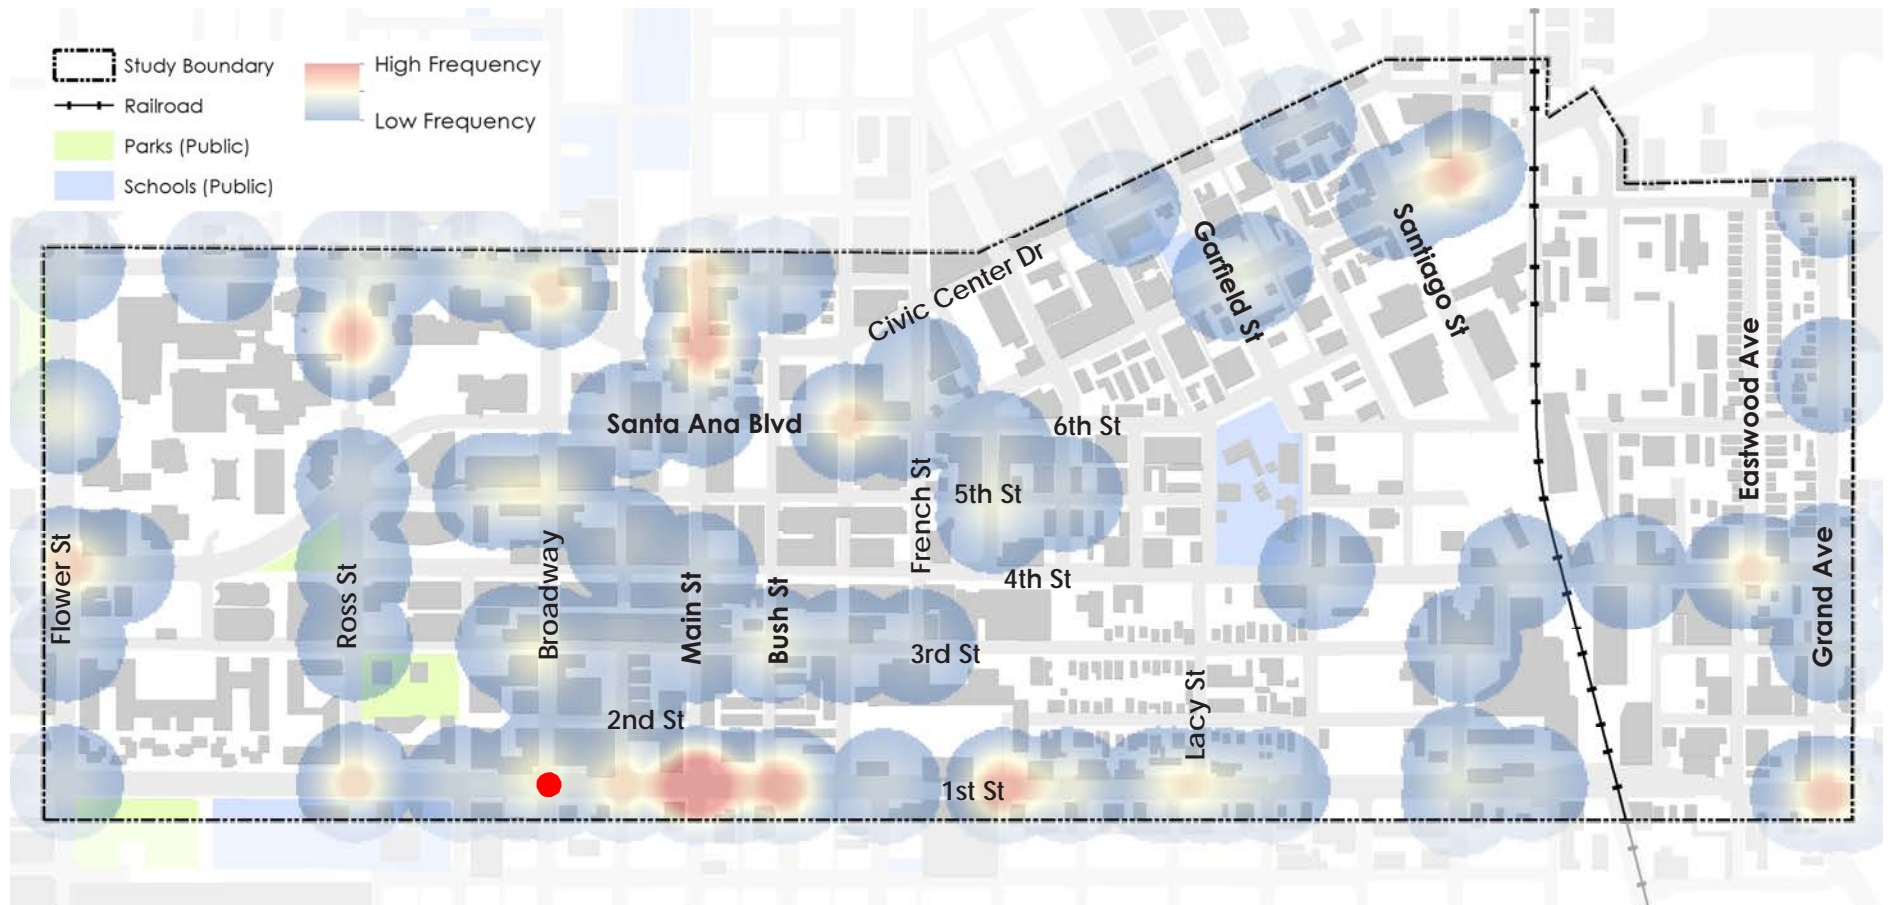 Study Boundary
Railroad
Parks (Public)
Schools (Public)
High Frequency
Low Frequency
Civic Center Dr
Garfield St
Santiago St
Santa Ana Blvd
6th St
Eastwood Ave
French St
5th St
Flower St
Ross St
Broadway
Main St
Bush St
4th St
Grand Ave
3rd St
2nd St
Lacy St
1st St